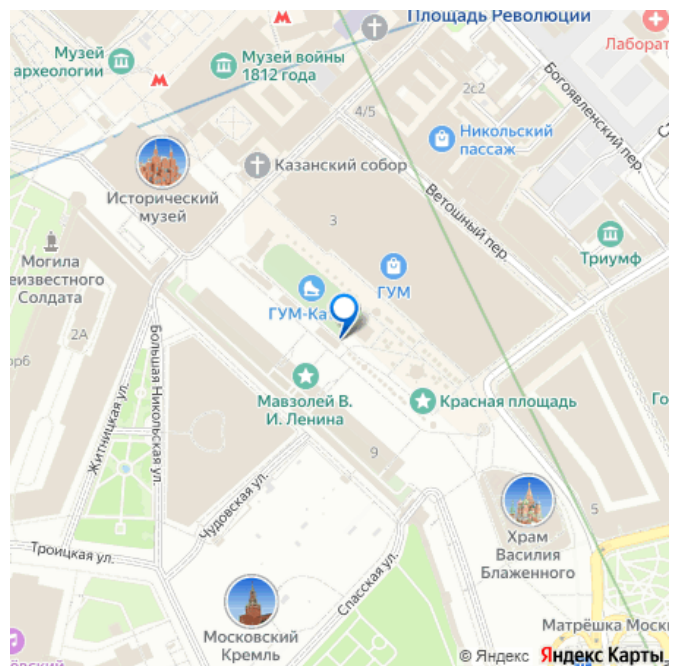 Площадь Революции
Музей
археологии
Музей войны
1812 года
Лаборат
2с2
Богоявленский пер.
4/5
Никольский
пассаж
Казанский собор
Исторический
музей
Ветошный пер.
3
Могила
еизвестного
Солдата
Триумф
ГУМ
ГУМ-Ка
2А
Большая Никольская ул.
Житницкая ул.
Мавзолей В.
И. Ленина
Красная площадь
Го
9
Чудовская ул.
5
Храм
Василия
Блаженного
Троицкая ул.
Спасская ул.
Московский
Кремль
Матрёшка Моск
© Яндекс Яндекс Карты